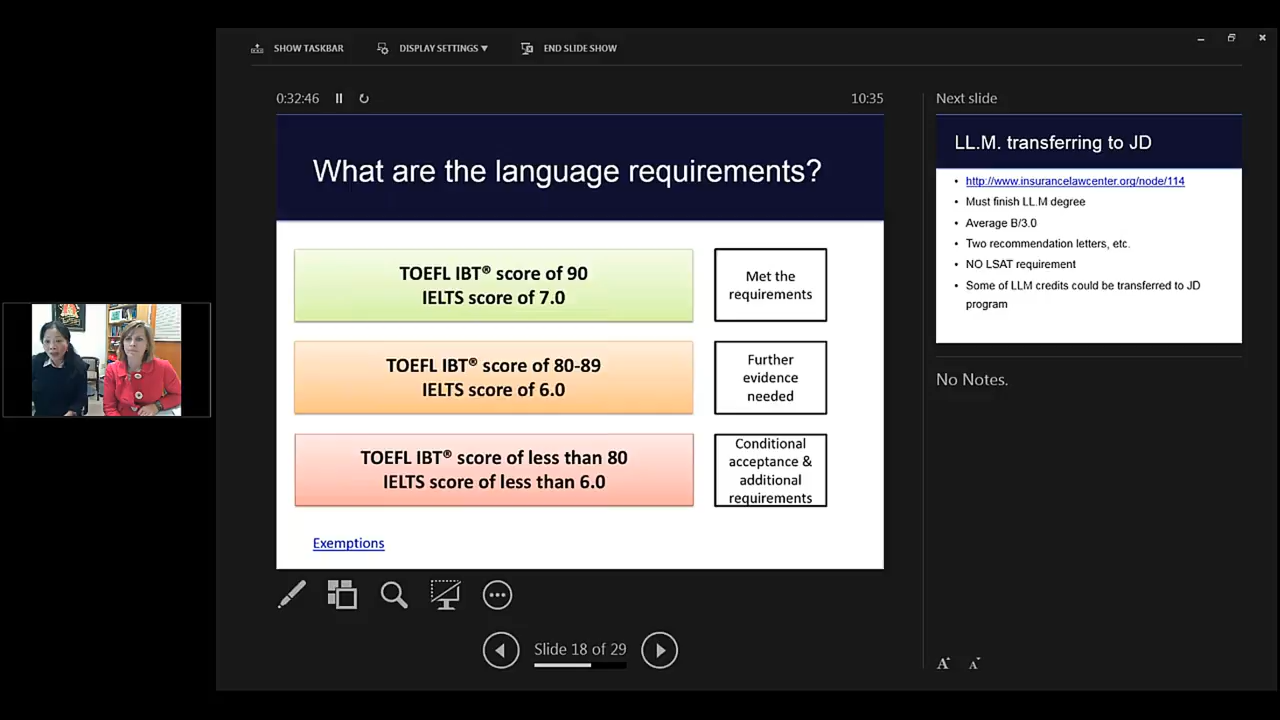 SHOW TASKBAR
DISPLAY SETTINGS ▼
END SLIDE SHOW
0:32:46
10:35
What are the language requirements?
TOEFL IBT® score of 90
IELTS score of 7.0
Met the
requirements
TOEFL IBT® score of 80-89
IELTS score of 6.0
Further
evidence
needed
TOEFL IBT® score of less than 80
IELTS score of less than 6.0
Conditional
acceptance &
additional
requirements
Exemptions
Slide 18 of 29
Next slide
LL.M. transferring to JD
• http://www.insurancelawcenter.org/node/114
• Must finish LL.M degree
• Average B/3.0
• Two recommendation letters, etc.
• NO LSAT requirement
• Some of LLM credits could be transferred to JD
program
No Notes.
A A